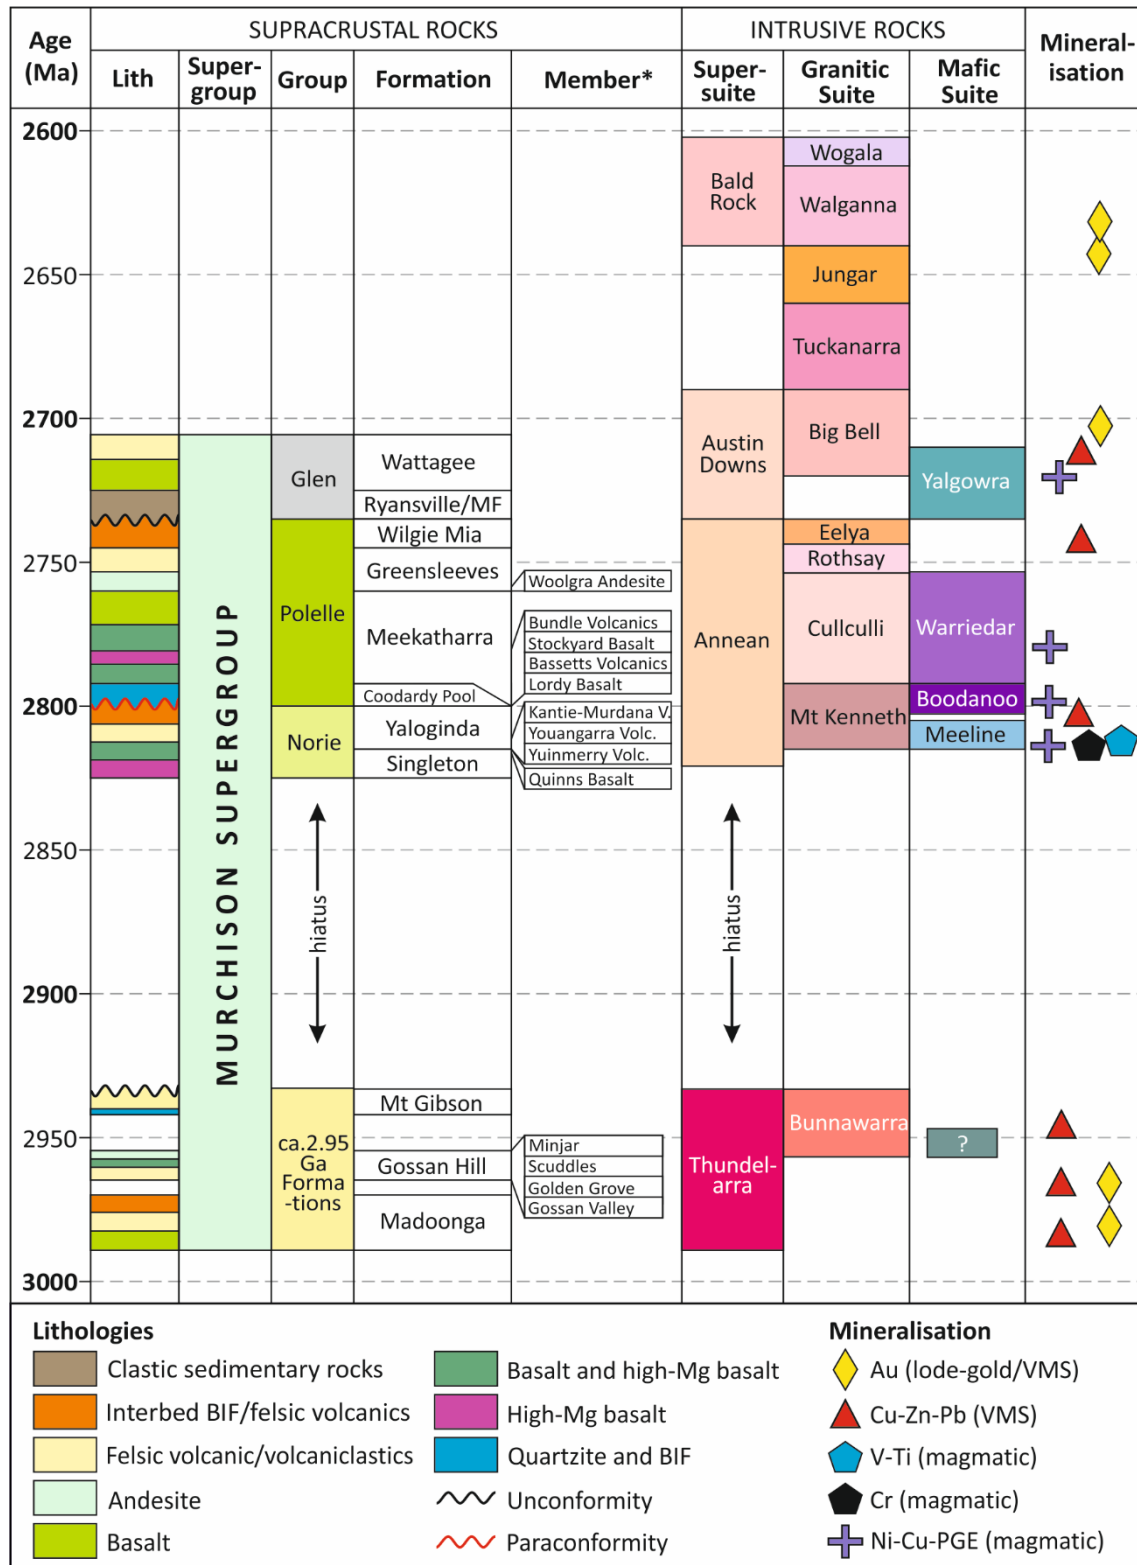 Age
(Ma)
SUPRACRUSTAL ROCKS
INTRUSIVE ROCKS
Mineral-
isation
Lith
Super-
group
Group
Formation
Member*
Super-
suite
Granitic
Suite
Mafic
Suite
2600
2650
2700
2750
2800
2850
2900
2950
3000
MURCHISON SUPERGROUP
Glen
Polelle
Norie
hiatus
ca.2.95
Ga
Forma
-tions
Wattagee
Ryansville/MF
Wilgie Mia
Greensleeves
Meekatharra
Coodardy Pool
Yaloginda
Singleton
Mt Gibson
Gossan Hill
Madoonga
Woolgra Andesite
Bundle Volcanics
Stockyard Basalt
Bassetts Volcanics
Lordy Basalt
Kantie-Murdana V.
Youangarra Volc.
Yuinmerry Volc.
Quinns Basalt
Minjar
Scuddles
Golden Grove
Gossan Valley
Bald
Rock
Austin
Downs
Annean
hiatus
Thundel-
arra
Wogala
Walganna
Jungar
Tuckanarra
Big Bell
Eelya
Rothsay
Cullculli
Mt Kenneth
Bunnawarra
Yalgowra
Warriedar
Boodanoo
Meeline
?
Lithologies
Clastic sedimentary rocks
Interbed BIF/felsic volcanics
Felsic volcanic/volcaniclastics
Andesite
Basalt
Basalt and high-Mg basalt
High-Mg basalt
Quartzite and BIF
Unconformity
Paraconformity
Mineralisation
Au (lode-gold/VMS)
Cu-Zn-Pb (VMS)
V-Ti (magmatic)
Cr (magmatic)
Ni-Cu-PGE (magmatic)